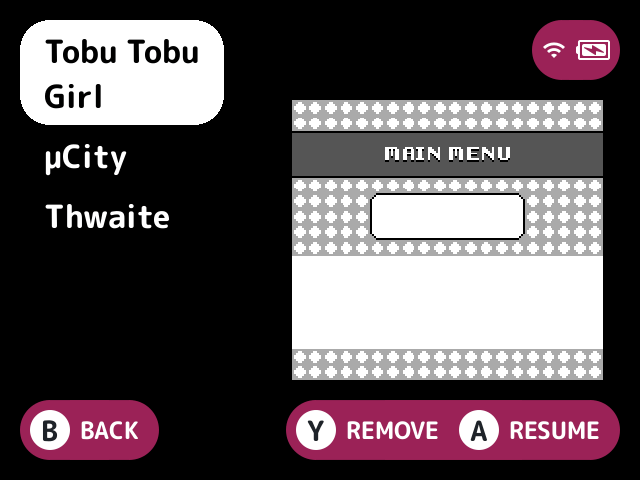 Tobu Tobu
Girl
µCity
Thwaite
MAIN MENU
B BACK
Y REMOVE A RESUME